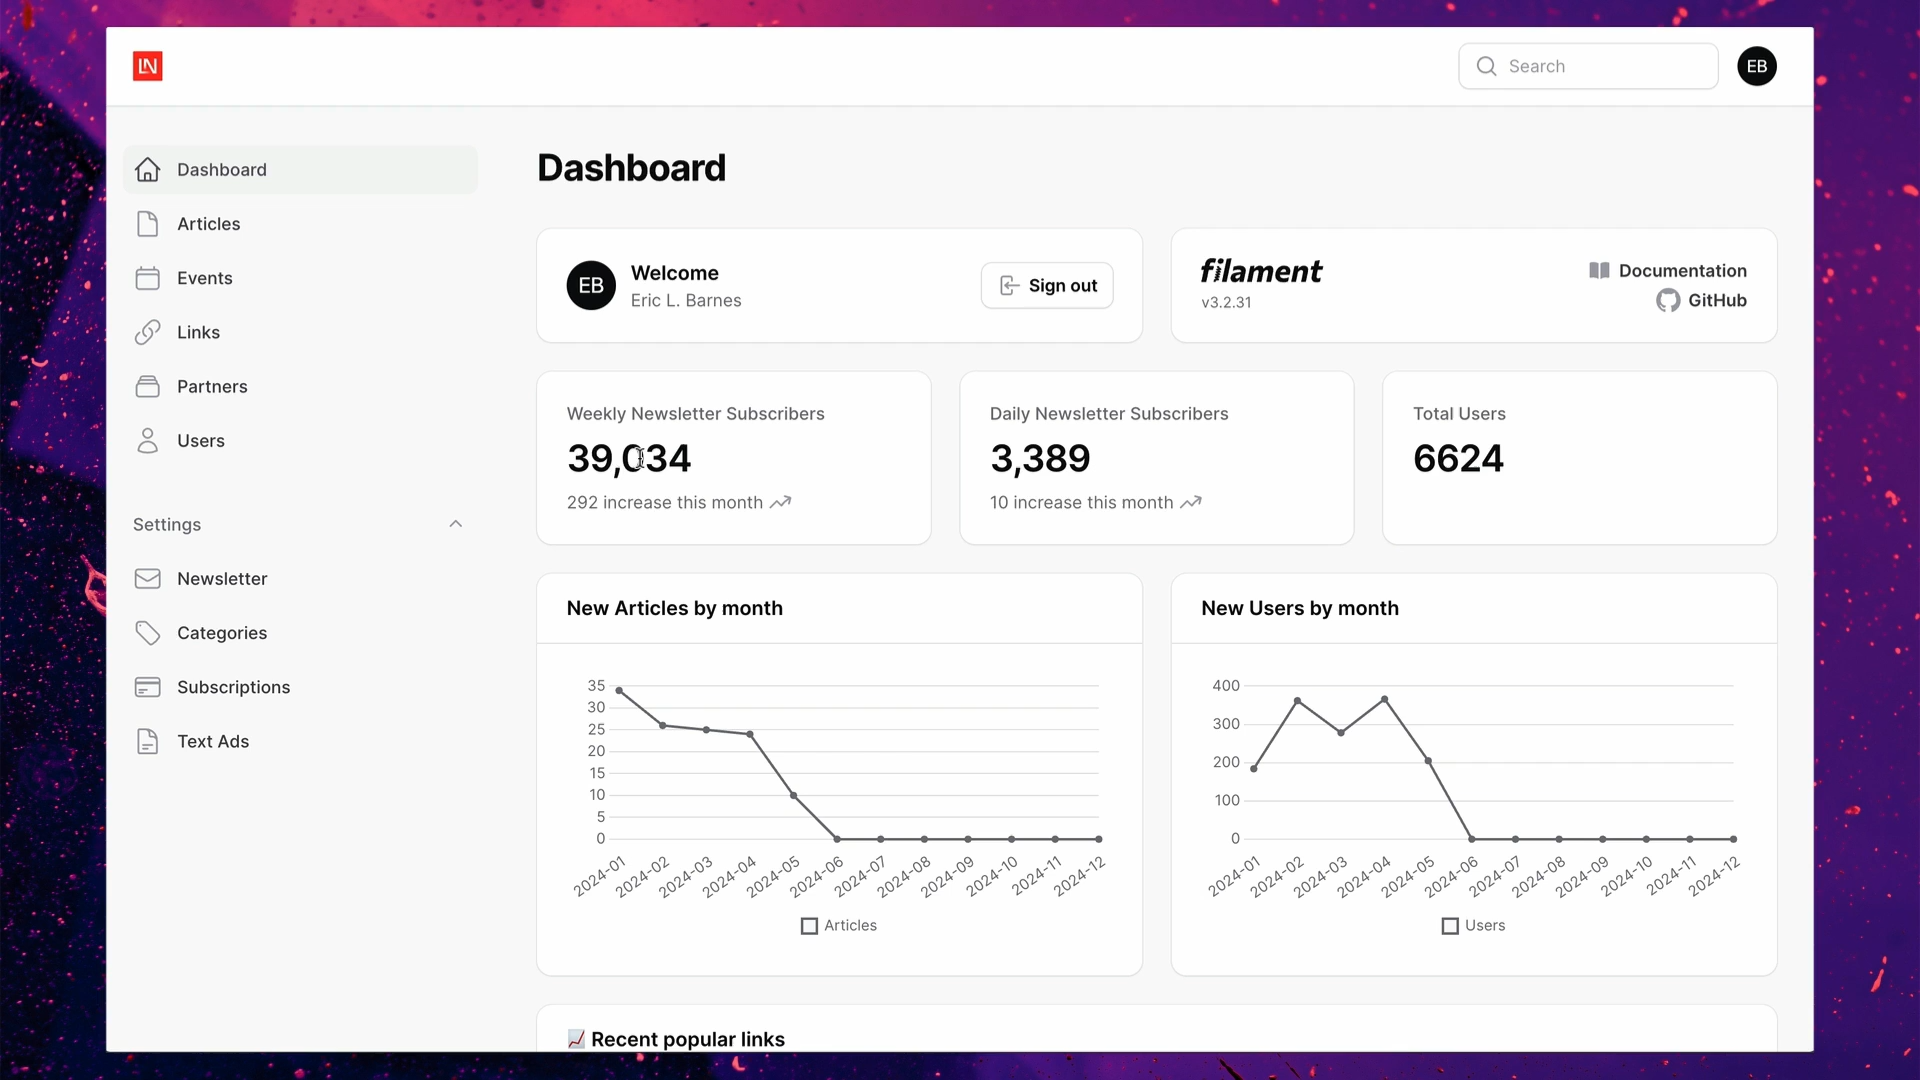 LN
Search
EB
Dashboard
Articles
Events
Links
Partners
Users
Settings
Newsletter
Categories
Subscriptions
Text Ads
Dashboard
EB
Welcome
Eric L. Barnes
Sign out
filament
v3.2.31
Documentation
GitHub
Weekly Newsletter Subscribers
39,034
292 increase this month
Daily Newsletter Subscribers
3,389
10 increase this month
Total Users
6624
New Articles by month
35
30
25
20
15
10
5
0
2024-01
2024-02
2024-03
2024-04
2024-05
2024-06
2024-07
2024-08
2024-09
2024-10
2024-11
2024-12
Articles
New Users by month
400
300
200
100
0
2024-01
2024-02
2024-03
2024-04
2024-05
2024-06
2024-07
2024-08
2024-09
2024-10
2024-11
2024-12
Users
Recent popular links